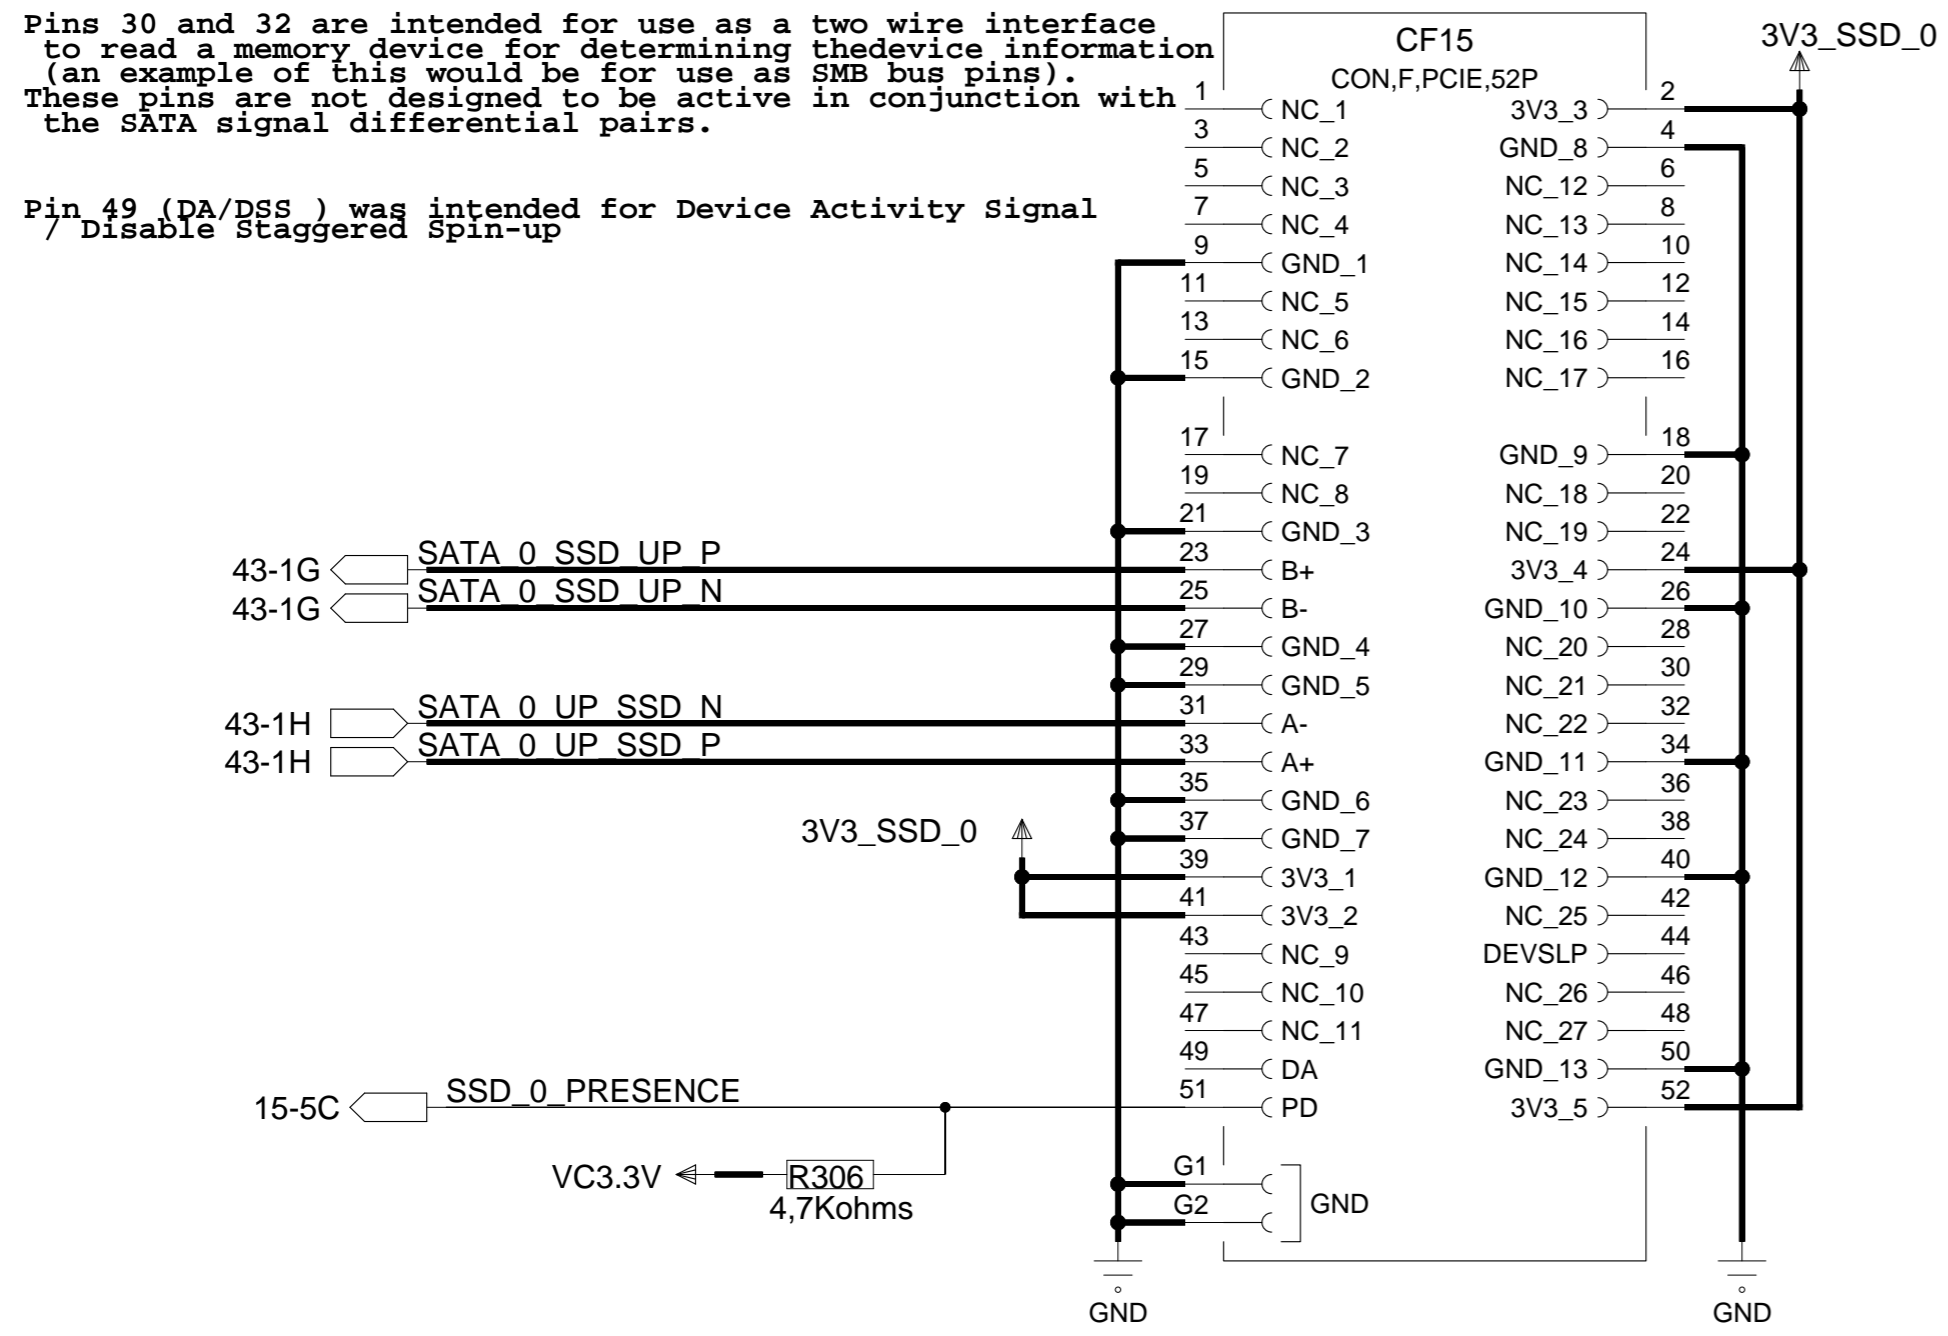 Pins 30 and 32 are intended for use as a two wire interface
to read a memory device for determining thedevice information
(an example of this would be for use as SMB bus pins).
These pins are not designed to be active in conjunction with
the SATA signal differential pairs.
Pin 49 (DA/DSS ) was intended for Device Activity Signal
/ Disable Staggered Spin-up
CF15
CON,F,PCIE,52P
3V3_SSD_0
1 NC_1 3V3_3 2
3 NC_2 GND_8 4
5 NC_3 NC_12 6
7 NC_4 NC_13 8
9 GND_1 NC_14 10
11 NC_5 NC_15 12
13 NC_6 NC_16 14
15 GND_2 NC_17 16
17 NC_7 GND_9 18
19 NC_8 NC_18 20
21 GND_3 NC_19 22
43-1G SATA_0_SSD_UP_P 23 B+ 3V3_4 24
43-1G SATA_0_SSD_UP_N 25 B- GND_10 26
27 GND_4 NC_20 28
29 GND_5 NC_21 30
43-1H SATA_0_UP_SSD_N 31 A- NC_22 32
43-1H SATA_0_UP_SSD_P 33 A+ GND_11 34
35 GND_6 NC_23 36
3V3_SSD_0
37 GND_7 NC_24 38
39 3V3_1 GND_12 40
41 3V3_2 NC_25 42
43 NC_9 DEVSLP 44
45 NC_10 NC_26 46
47 NC_11 NC_27 48
49 DA GND_13 50
15-5C SSD_0_PRESENCE 51 PD 3V3_5 52
VC3.3V R306
4,7Kohms
G1
G2
GND
GND
GND